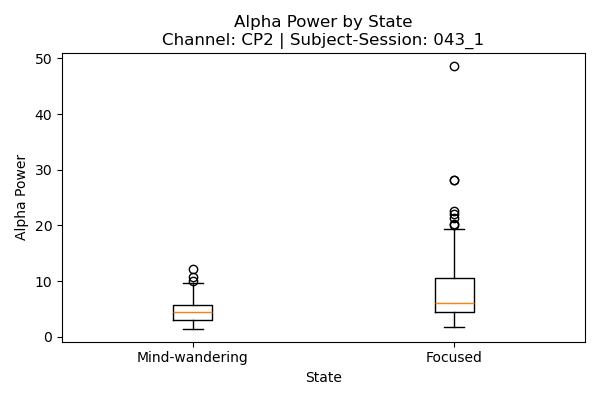 Alpha Power by State
Channel: CP2 | Subject-Session: 043_1
50
40
30
20
10
0
Alpha Power
Mind-wandering
Focused
State